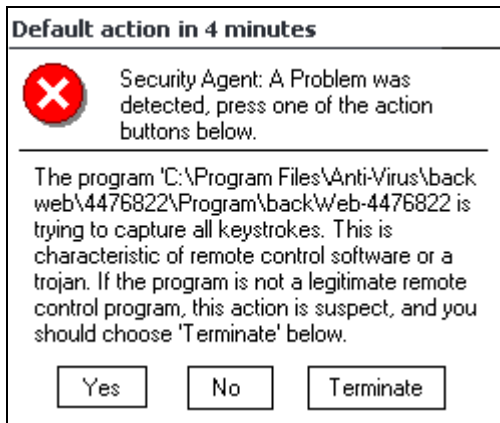 Default action in 4 minutes
Security Agent: A Problem was
detected, press one of the action
buttons below.
The program 'C:\Program Files\Anti-Virus\back
web\4476822\Program\backWeb-4476822 is
trying to capture all keystrokes. This is
characteristic of remote control software or a
trojan. If the program is not a legitimate remote
control program, this action is suspect, and you
should choose 'Terminate' below.
Yes No Terminate